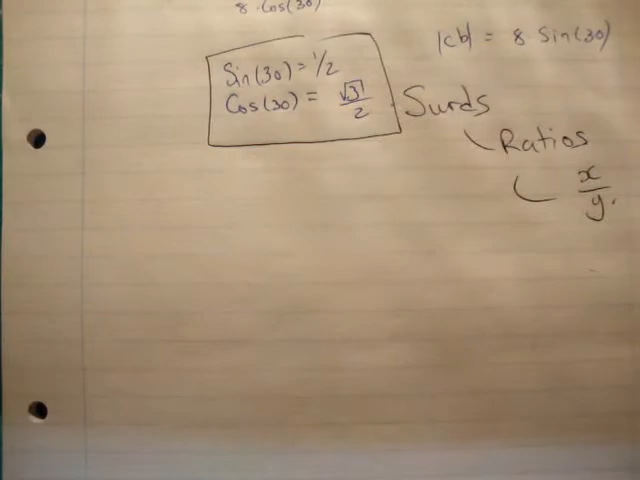 8 . Cos(30)
|cb| = 8 Sin(30)
Sin(30) = 1/2
Cos(30) = √3/2
Surds
Ratios
x/y.